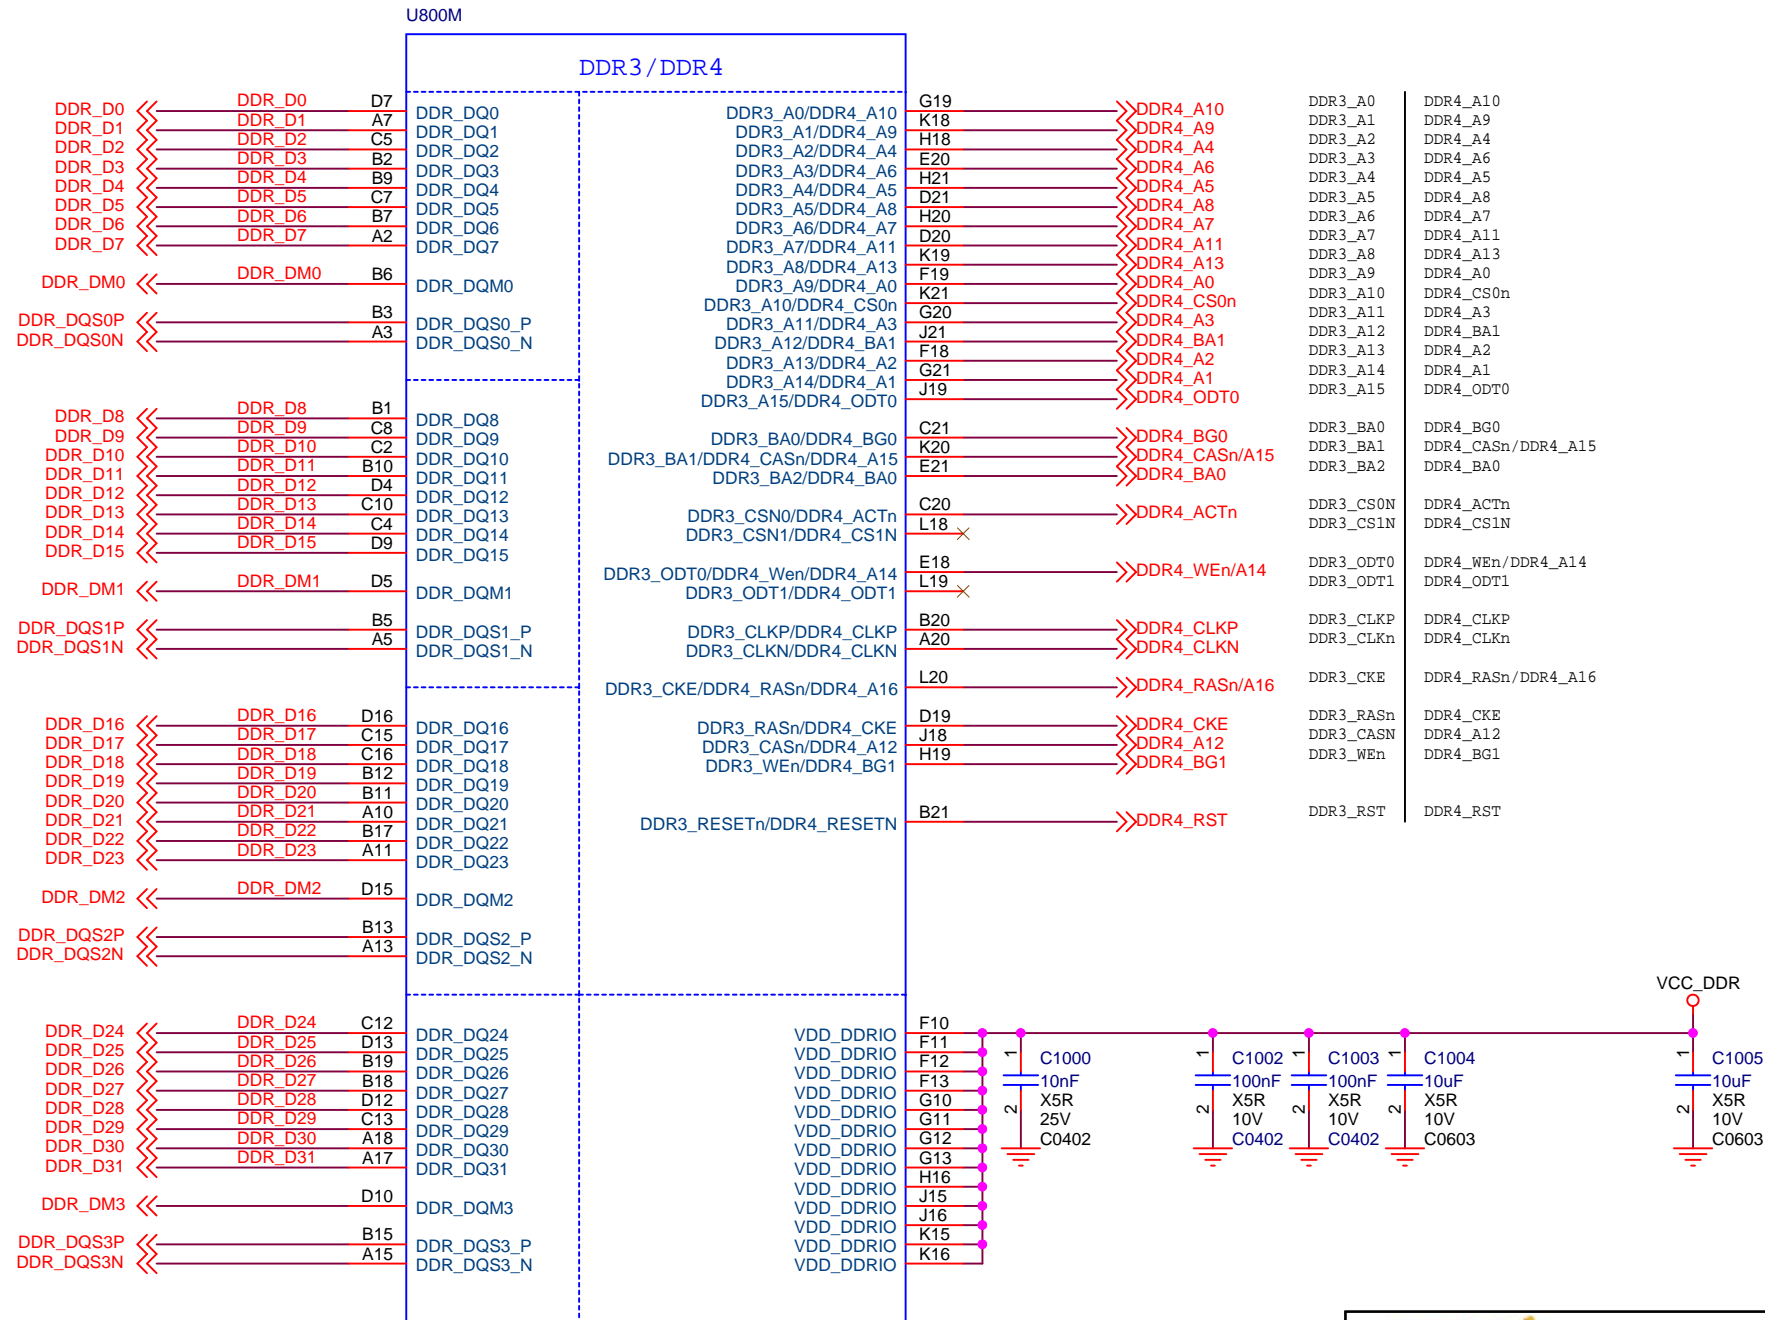 U800M
DDR3/DDR4
DDR_D0 DDR_D0 D7 DDR_DQ0
DDR_D1 DDR_D1 A7 DDR_DQ1
DDR_D2 DDR_D2 C5 DDR_DQ2
DDR_D3 DDR_D3 B2 DDR_DQ3
DDR_D4 DDR_D4 B9 DDR_DQ4
DDR_D5 DDR_D5 C7 DDR_DQ5
DDR_D6 DDR_D6 B7 DDR_DQ6
DDR_D7 DDR_D7 A2 DDR_DQ7
DDR_DM0 DDR_DM0 B6 DDR_DQM0
DDR_DQS0P B3 DDR_DQS0_P
DDR_DQS0N A3 DDR_DQS0_N
DDR_D8 DDR_D8 B1 DDR_DQ8
DDR_D9 DDR_D9 C8 DDR_DQ9
DDR_D10 DDR_D10 C2 DDR_DQ10
DDR_D11 DDR_D11 B10 DDR_DQ11
DDR_D12 DDR_D12 D4 DDR_DQ12
DDR_D13 DDR_D13 C10 DDR_DQ13
DDR_D14 DDR_D14 C4 DDR_DQ14
DDR_D15 DDR_D15 D9 DDR_DQ15
DDR_DM1 DDR_DM1 D5 DDR_DQM1
DDR_DQS1P B5 DDR_DQS1_P
DDR_DQS1N A5 DDR_DQS1_N
DDR_D16 DDR_D16 D16 DDR_DQ16
DDR_D17 DDR_D17 C15 DDR_DQ17
DDR_D18 DDR_D18 C16 DDR_DQ18
DDR_D19 DDR_D19 B12 DDR_DQ19
DDR_D20 DDR_D20 B11 DDR_DQ20
DDR_D21 DDR_D21 A10 DDR_DQ21
DDR_D22 DDR_D22 B17 DDR_DQ22
DDR_D23 DDR_D23 A11 DDR_DQ23
DDR_DM2 DDR_DM2 D15 DDR_DQM2
DDR_DQS2P B13 DDR_DQS2_P
DDR_DQS2N A13 DDR_DQS2_N
DDR_D24 DDR_D24 C12 DDR_DQ24
DDR_D25 DDR_D25 D13 DDR_DQ25
DDR_D26 DDR_D26 B19 DDR_DQ26
DDR_D27 DDR_D27 B18 DDR_DQ27
DDR_D28 DDR_D28 D12 DDR_DQ28
DDR_D29 DDR_D29 C13 DDR_DQ29
DDR_D30 DDR_D30 A18 DDR_DQ30
DDR_D31 DDR_D31 A17 DDR_DQ31
DDR_DM3 D10 DDR_DQM3
DDR_DQS3P B15 DDR_DQS3_P
DDR_DQS3N A15 DDR_DQS3_N
DDR3_A0/DDR4_A10 G19 DDR4_A10
DDR3_A1/DDR4_A9 K18 DDR4_A9
DDR3_A2/DDR4_A4 H18 DDR4_A4
DDR3_A3/DDR4_A6 E20 DDR4_A6
DDR3_A4/DDR4_A5 H21 DDR4_A5
DDR3_A5/DDR4_A8 D21 DDR4_A8
DDR3_A6/DDR4_A7 H20 DDR4_A7
DDR3_A7/DDR4_A11 D20 DDR4_A11
DDR3_A8/DDR4_A13 K19 DDR4_A13
DDR3_A9/DDR4_A0 F19 DDR4_A0
DDR3_A10/DDR4_CS0n K21 DDR4_CS0n
DDR3_A11/DDR4_A3 G20 DDR4_A3
DDR3_A12/DDR4_BA1 J21 DDR4_BA1
DDR3_A13/DDR4_A2 F18 DDR4_A2
DDR3_A14/DDR4_A1 G21 DDR4_A1
DDR3_A15/DDR4_ODT0 J19 DDR4_ODT0
DDR3_BA0/DDR4_BG0 C21 DDR4_BG0
DDR3_BA1/DDR4_CASn/DDR4_A15 K20 DDR4_CASn/A15
DDR3_BA2/DDR4_BA0 E21 DDR4_BA0
DDR3_CSN0/DDR4_ACTn C20 DDR4_ACTn
DDR3_CSN1/DDR4_CS1N L18
DDR3_ODT0/DDR4_Wen/DDR4_A14 E18 DDR4_WEn/A14
DDR3_ODT1/DDR4_ODT1 L19
DDR3_CLKP/DDR4_CLKP B20 DDR4_CLKP
DDR3_CLKN/DDR4_CLKN A20 DDR4_CLKN
DDR3_CKE/DDR4_RASn/DDR4_A16 L20 DDR4_RASn/A16
DDR3_RASn/DDR4_CKE D19 DDR4_CKE
DDR3_CASn/DDR4_A12 J18 DDR4_A12
DDR3_WEn/DDR4_BG1 H19 DDR4_BG1
DDR3_RESETn/DDR4_RESETN B21 DDR4_RST
DDR3_A0 DDR4_A10
DDR3_A1 DDR4_A9
DDR3_A2 DDR4_A4
DDR3_A3 DDR4_A6
DDR3_A4 DDR4_A5
DDR3_A5 DDR4_A8
DDR3_A6 DDR4_A7
DDR3_A7 DDR4_A11
DDR3_A8 DDR4_A13
DDR3_A9 DDR4_A0
DDR3_A10 DDR4_CS0n
DDR3_A11 DDR4_A3
DDR3_A12 DDR4_BA1
DDR3_A13 DDR4_A2
DDR3_A14 DDR4_A1
DDR3_A15 DDR4_ODT0
DDR3_BA0 DDR4_BG0
DDR3_BA1 DDR4_CASn/DDR4_A15
DDR3_BA2 DDR4_BA0
DDR3_CS0N DDR4_ACTn
DDR3_CS1N DDR4_CS1N
DDR3_ODT0 DDR4_WEn/DDR4_A14
DDR3_ODT1 DDR4_ODT1
DDR3_CLKP DDR4_CLKP
DDR3_CLKn DDR4_CLKn
DDR3_CKE DDR4_RASn/DDR4_A16
DDR3_RASn DDR4_CKE
DDR3_CASN DDR4_A12
DDR3_WEn DDR4_BG1
DDR3_RST DDR4_RST
VDD_DDRIO F10
VDD_DDRIO F11
VDD_DDRIO F12
VDD_DDRIO F13
VDD_DDRIO G10
VDD_DDRIO G11
VDD_DDRIO G12
VDD_DDRIO G13
VDD_DDRIO H16
VDD_DDRIO J15
VDD_DDRIO J16
VDD_DDRIO K15
VDD_DDRIO K16
VCC_DDR
1 2 C1000
10nF
X5R
25V
C0402
1 2 C1002
100nF
X5R
10V
C0402
1 2 C1003
100nF
X5R
10V
C0402
1 2 C1004
10uF
X5R
10V
C0603
1 2 C1005
10uF
X5R
10V
C0603